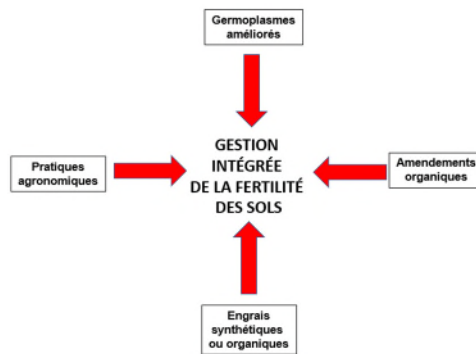 Germoplasmes
améliorés
GESTION
INTÉGRÉE
DE LA FERTILITÉ
DES SOLS
Pratiques
agronomiques
Amendements
organiques
Engrais
synthétiques
ou organiques